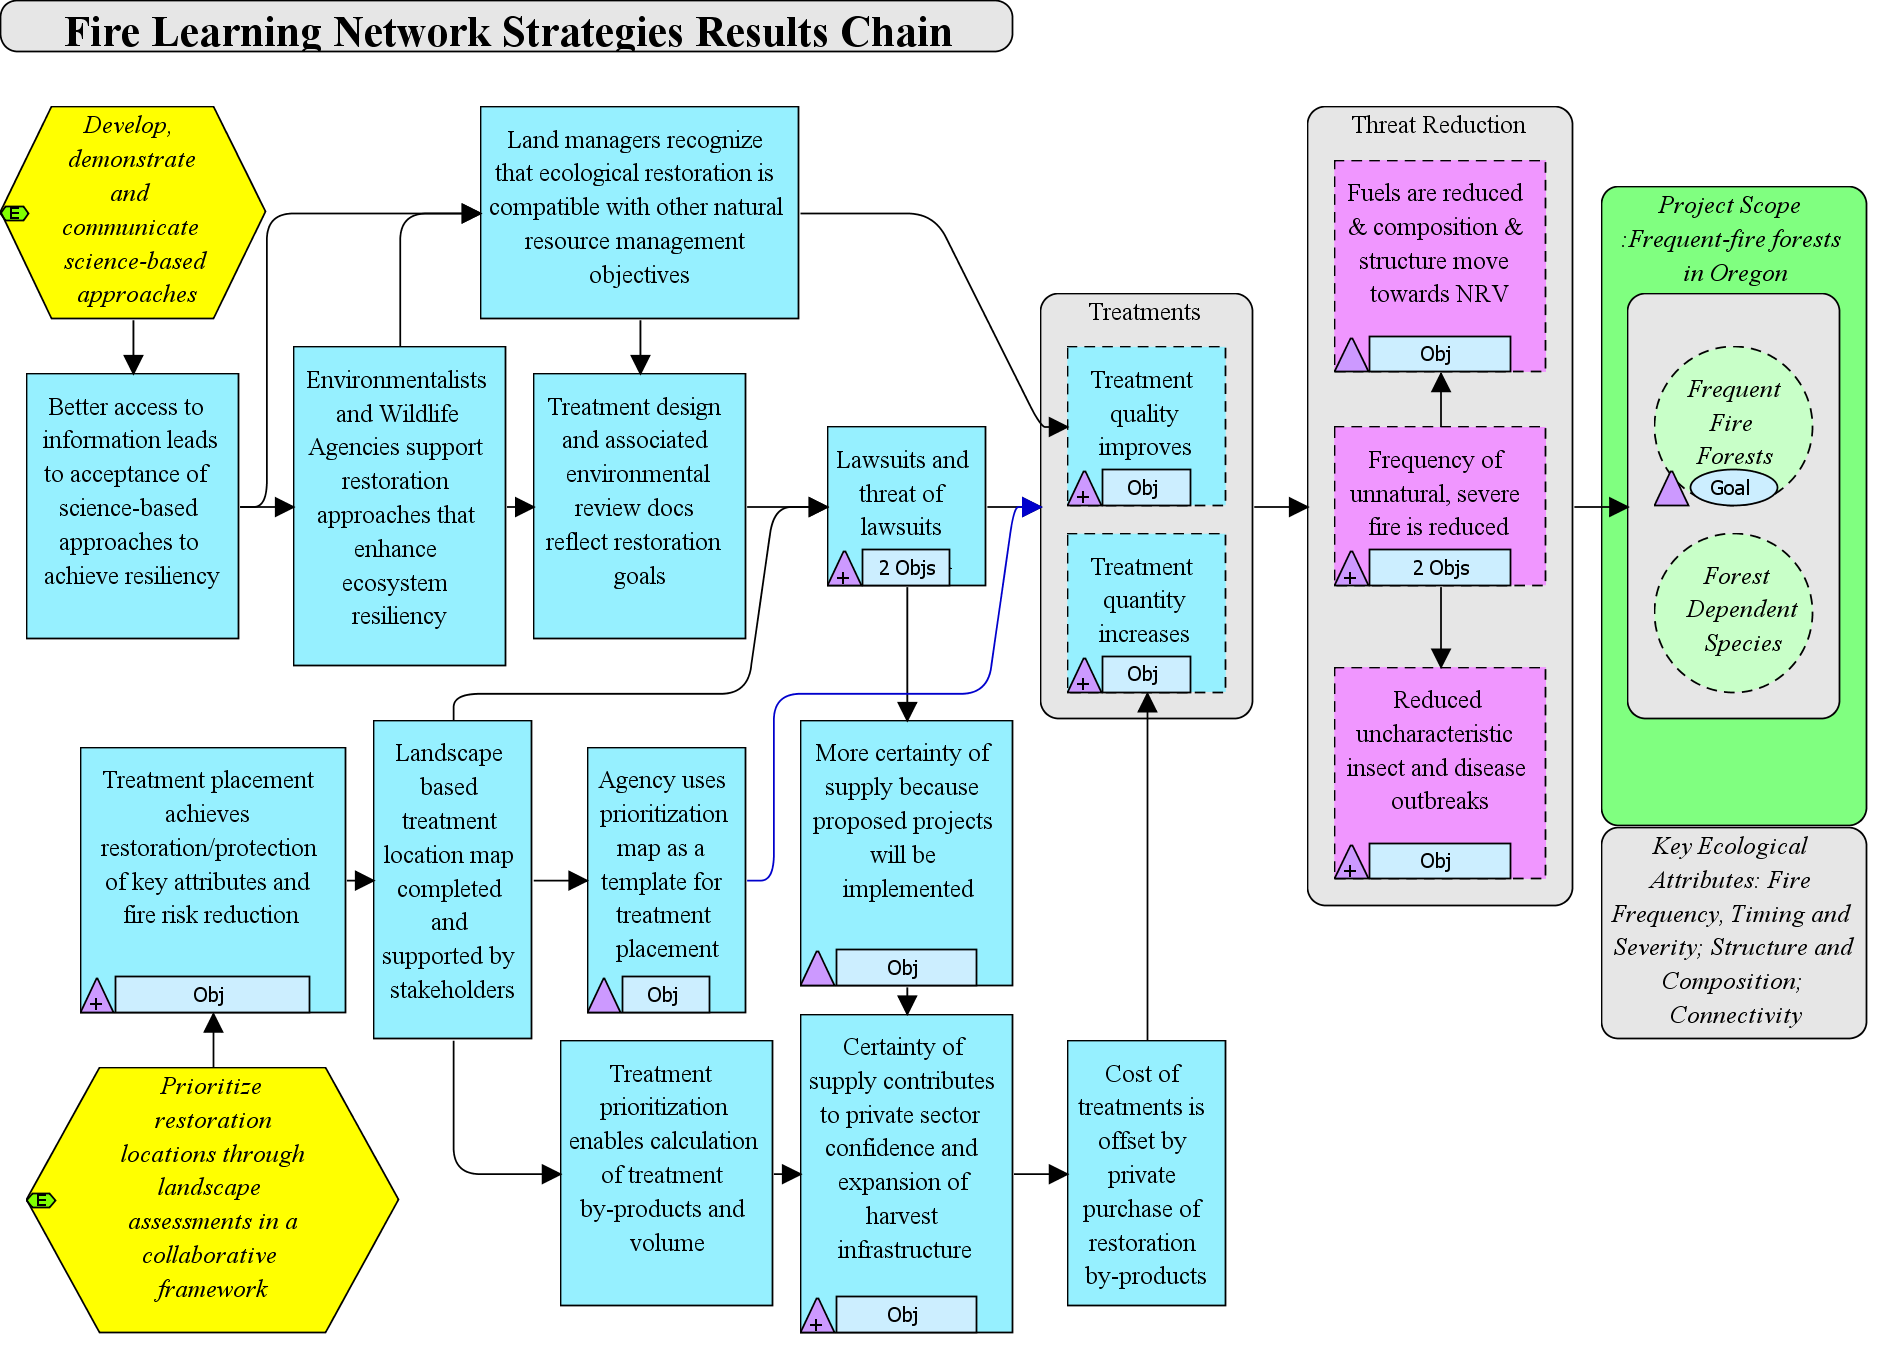 Fire Learning Network Strategies Results Chain
Develop,
demonstrate
and
communicate
science-based
approaches
E
Better access to
information leads
to acceptance of
science-based
approaches to
achieve resiliency
Environmentalists
and Wildlife
Agencies support
restoration
approaches that
enhance
ecosystem
resiliency
Land managers recognize
that ecological restoration is
compatible with other natural
resource management
objectives
Treatment design
and associated
environmental
review docs
reflect restoration
goals
Lawsuits and
threat of
lawsuits
+
2 Objs
Treatments
Treatment
quality
improves
+
Obj
Treatment
quantity
increases
+
Obj
Threat Reduction
Fuels are reduced
& composition &
structure move
towards NRV
Obj
Frequency of
unnatural, severe
fire is reduced
+
2 Objs
Reduced
uncharacteristic
insect and disease
outbreaks
+
Obj
Project Scope
:Frequent-fire forests
in Oregon
Frequent
Fire
Forests
Goal
Forest
Dependent
Species
Key Ecological
Attributes: Fire
Frequency, Timing and
Severity; Structure and
Composition;
Connectivity
Treatment placement
achieves
restoration/protection
of key attributes and
fire risk reduction
+
Obj
Landscape
based
treatment
location map
completed
and
supported by
stakeholders
Agency uses
prioritization
map as a
template for
treatment
placement
Obj
More certainty of
supply because
proposed projects
will be
implemented
Obj
Prioritize
restoration
locations through
landscape
assessments in a
collaborative
framework
E
Treatment
prioritization
enables calculation
of treatment
by-products and
volume
Certainty of
supply contributes
to private sector
confidence and
expansion of
harvest
infrastructure
+
Obj
Cost of
treatments is
offset by
private
purchase of
restoration
by-products